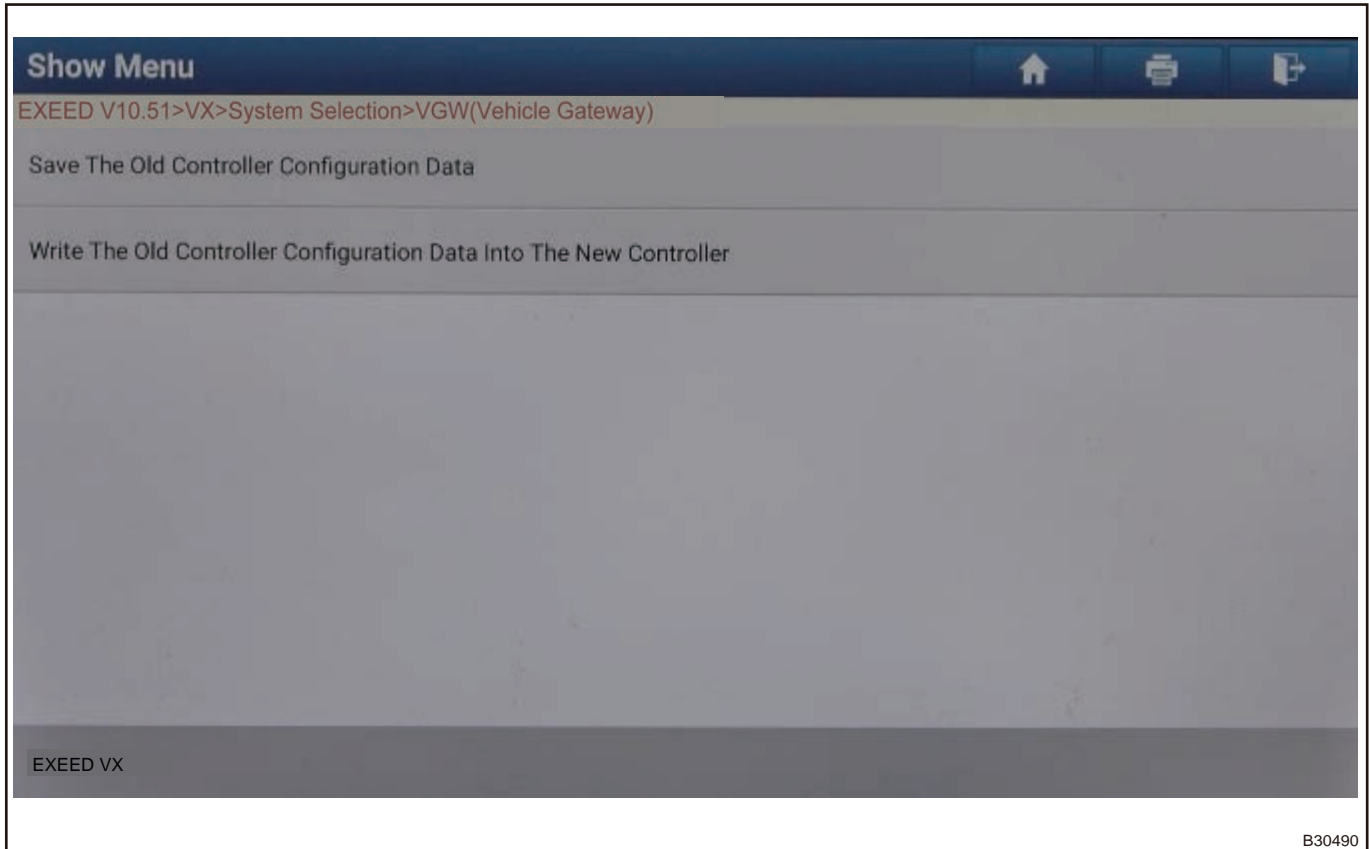 Show Menu
EXEED V10.51>VX>System Selection>VGW(Vehicle Gateway)
Save The Old Controller Configuration Data
Write The Old Controller Configuration Data Into The New Controller
EXEED VX
B30490